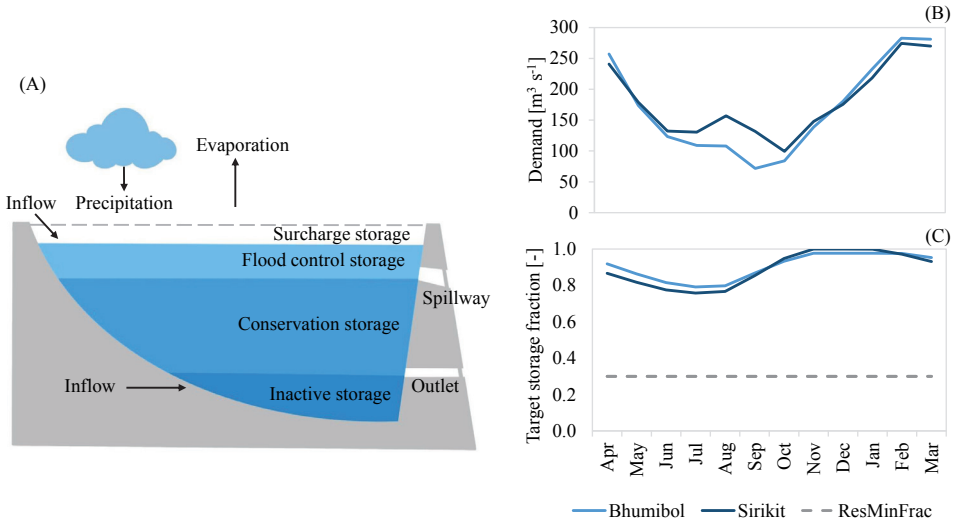 (A)
Evaporation
Inflow
Precipitation
Surcharge storage
Flood control storage
Spillway
Conservation storage
Inflow
Inactive storage
Outlet
(B)
Demand [m³ s⁻¹]
300
250
200
150
100
50
0
(C)
Target storage fraction [-]
1.0
0.8
0.6
0.4
0.2
0.0
Apr
May
Jun
Jul
Aug
Sep
Oct
Nov
Dec
Jan
Feb
Mar
Bhumibol Sirikit ResMinFrac